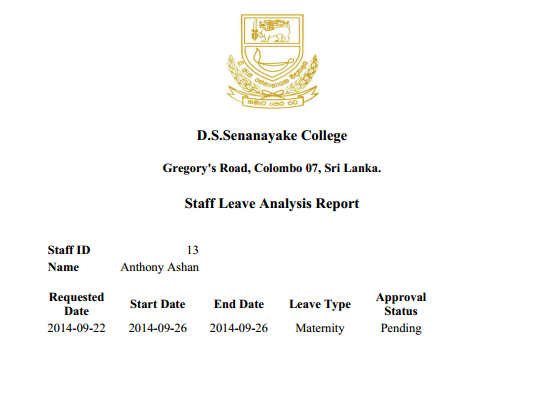 D.S.Senanayake College
Gregory's Road, Colombo 07, Sri Lanka.
Staff Leave Analysis Report
Staff ID 13
Name Anthony Ashan
Requested Date Start Date End Date Leave Type Approval Status
2014-09-22 2014-09-26 2014-09-26 Maternity Pending